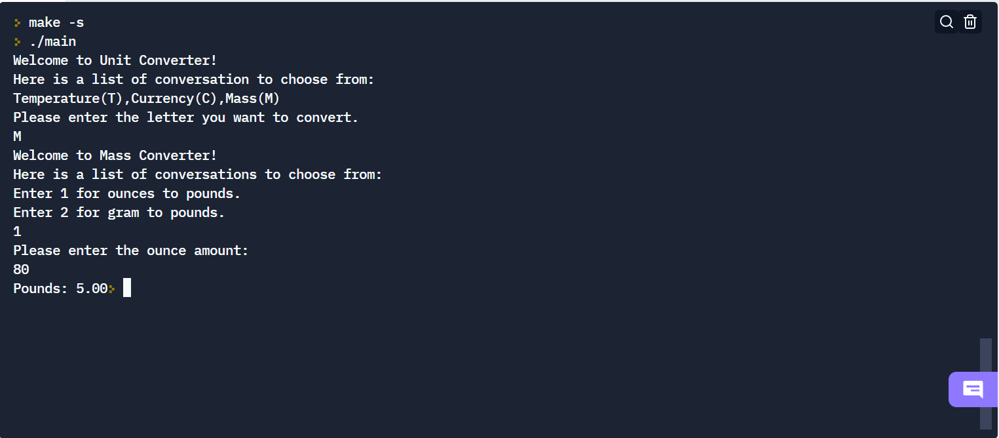 > make -s
> ./main
Welcome to Unit Converter!
Here is a list of conversation to choose from:
Temperature(T),Currency(C),Mass(M)
Please enter the letter you want to convert.
M
Welcome to Mass Converter!
Here is a list of conversations to choose from:
Enter 1 for ounces to pounds.
Enter 2 for gram to pounds.
1
Please enter the ounce amount:
80
Pounds: 5.00>